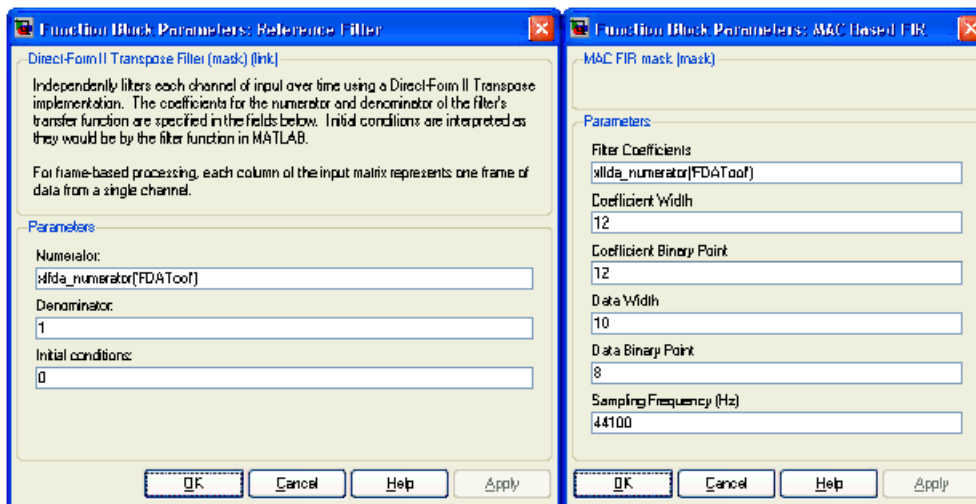 Function Block Parameters: Reference Filter
Direct-Form II Transpose Filter (mask) (link)
Independently filters each channel of input over time using a Direct-Form II Transpose
implementation. The coefficients for the numerator and denominator of the filter's
transfer function are specified in the fields below. Initial conditions are interpreted as
they would be by the filter function in MATLAB.
For frame-based processing, each column of the input matrix represents one frame of
data from a single channel.
Parameters
Numerator:
xlfda_numerator('FDATool')
Denominator:
1
Initial conditions:
0
OK Cancel Help Apply
Function Block Parameters: MAC Based FIR
MAC FIR mask (mask)
Parameters
Filter Coefficients
xlfda_numerator('FDATool')
Coefficient Width
12
Coefficient Binary Point
12
Data Width
10
Data Binary Point
8
Sampling Frequency (Hz)
44100
OK Cancel Help Apply